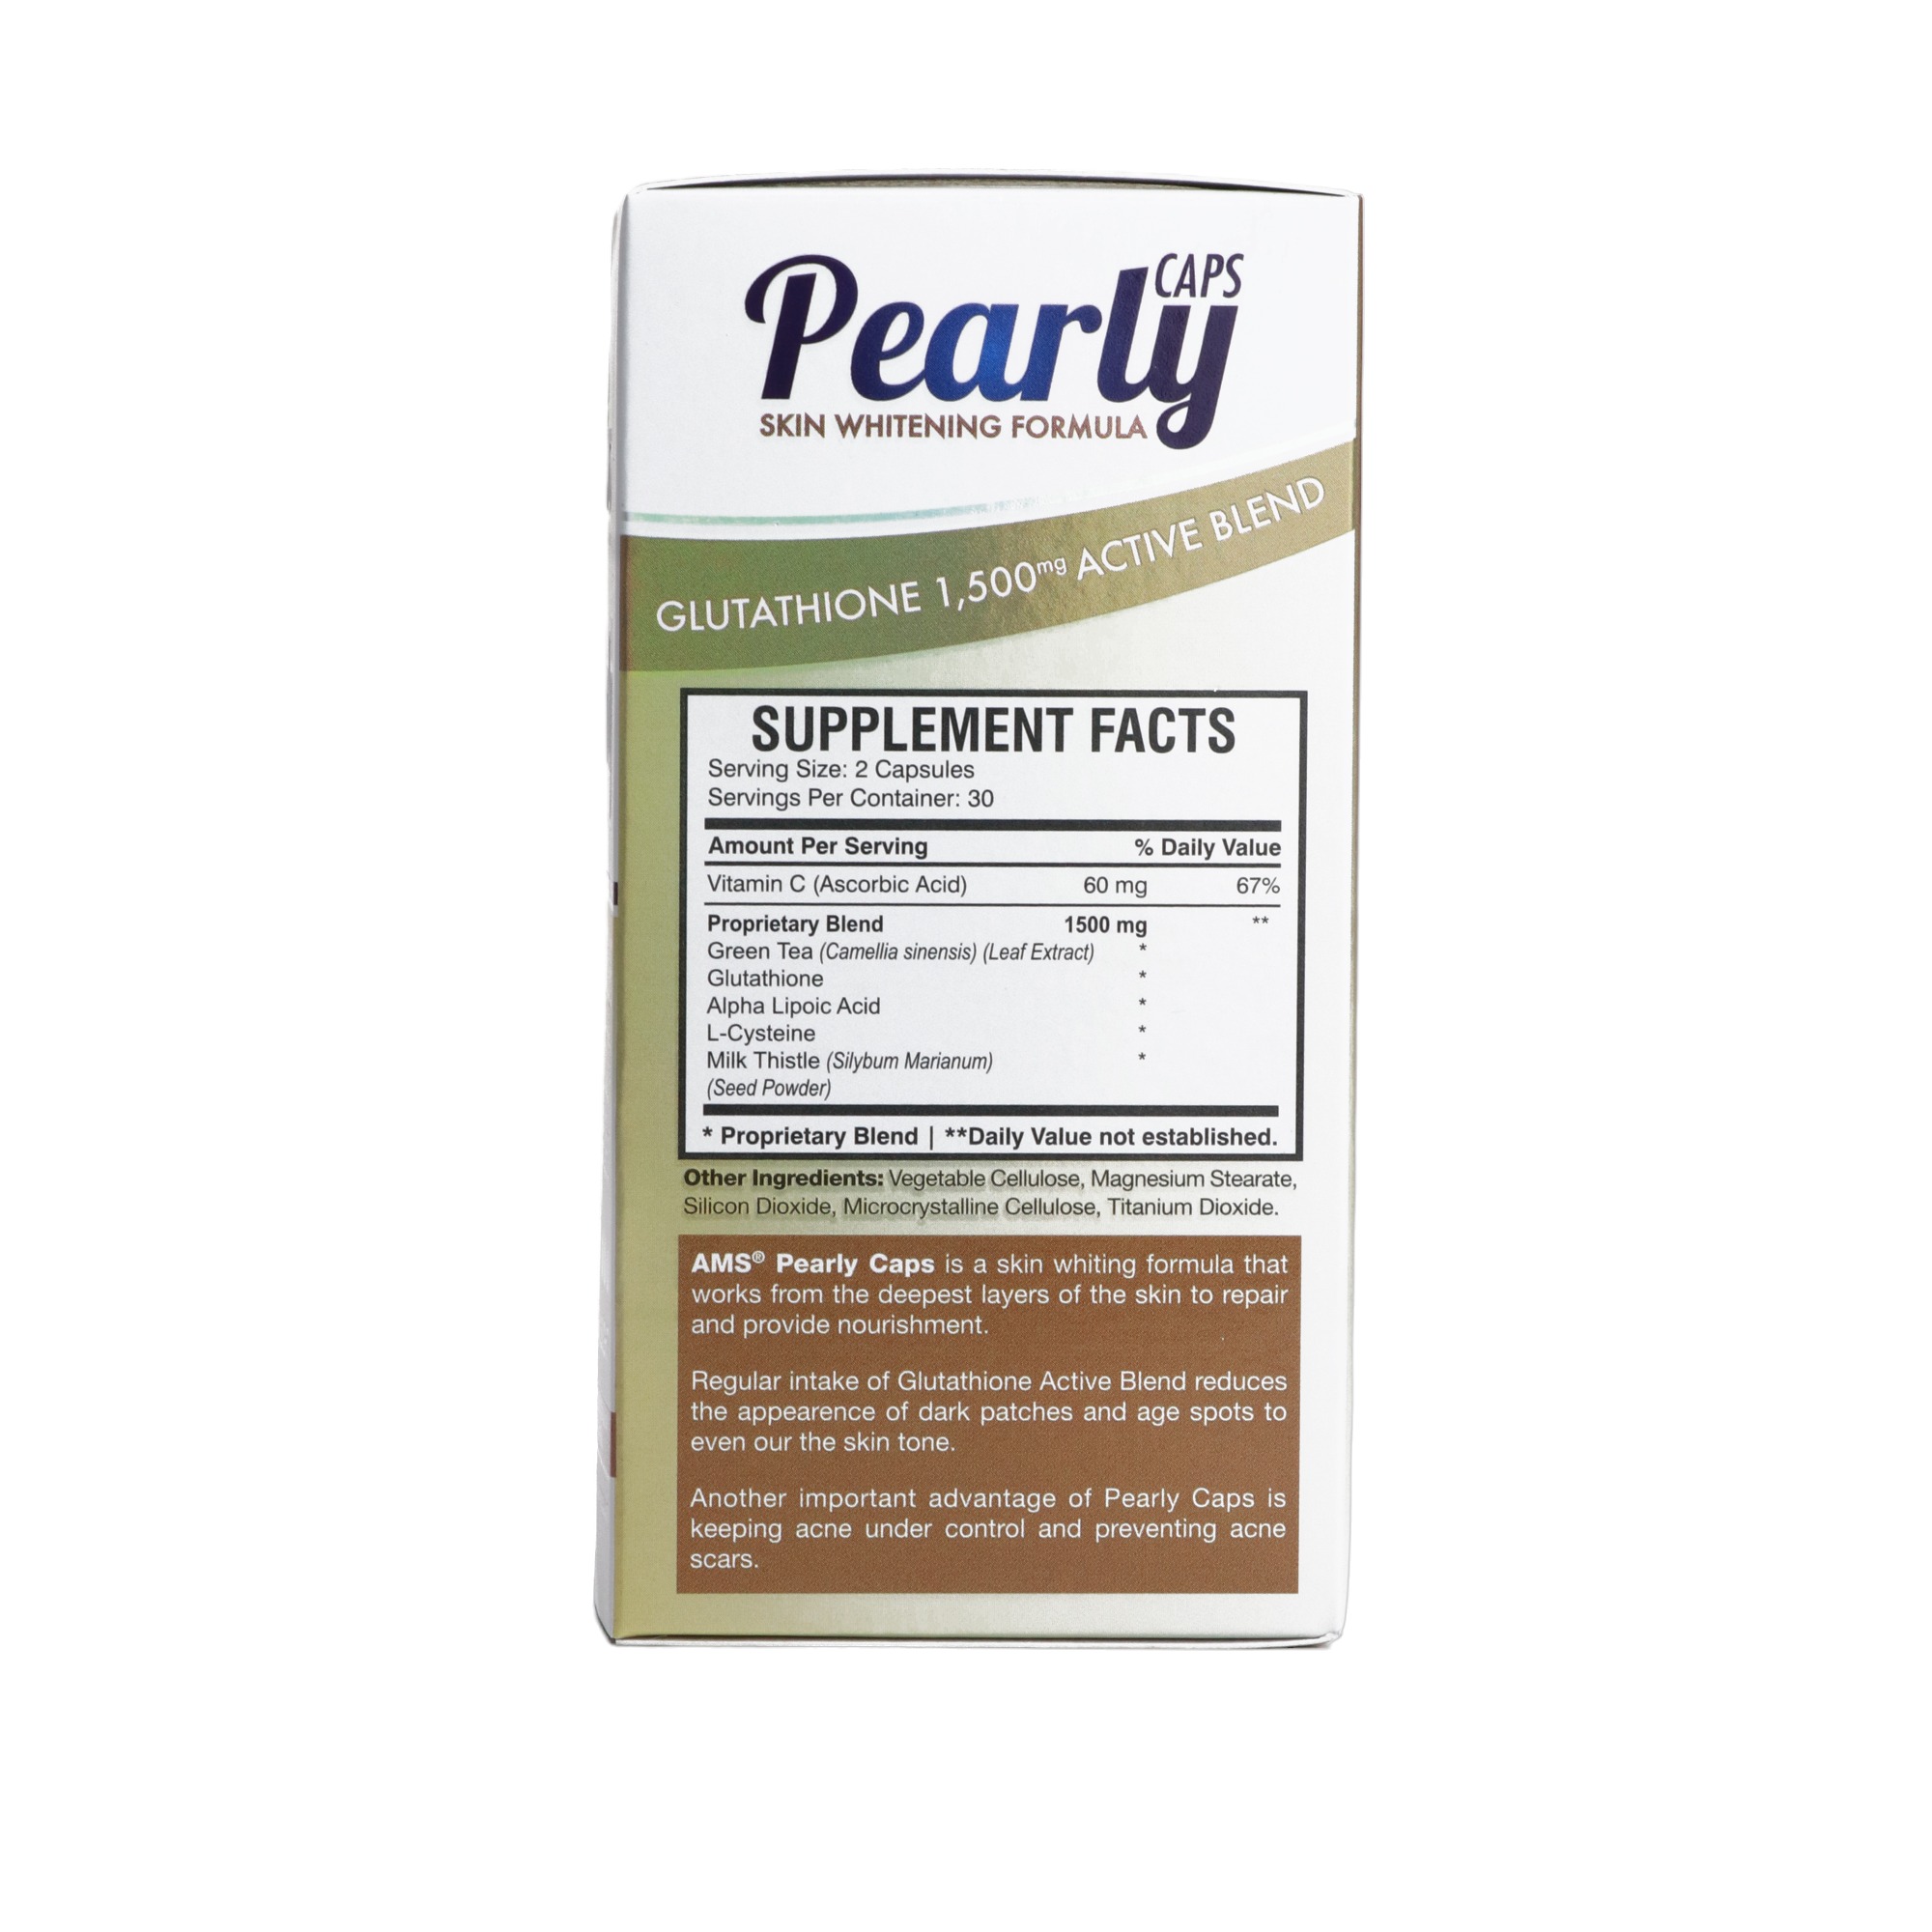 Pearly CAPS
SKIN WHITENING FORMULA
GLUTATHIONE 1,500mg ACTIVE BLEND
SUPPLEMENT FACTS
Serving Size: 2 Capsules
Servings Per Container: 30
Amount Per Serving % Daily Value
Vitamin C (Ascorbic Acid) 60 mg 67%
Proprietary Blend 1500 mg **
Green Tea (Camellia sinensis) (Leaf Extract) *
Glutathione *
Alpha Lipoic Acid *
L-Cysteine *
Milk Thistle (Silybum Marianum) *
(Seed Powder)
* Proprietary Blend | **Daily Value not established.
Other Ingredients: Vegetable Cellulose, Magnesium Stearate,
Silicon Dioxide, Microcrystalline Cellulose, Titanium Dioxide.
AMS® Pearly Caps is a skin whiting formula that
works from the deepest layers of the skin to repair
and provide nourishment.
Regular intake of Glutathione Active Blend reduces
the appearence of dark patches and age spots to
even our the skin tone.
Another important advantage of Pearly Caps is
keeping acne under control and preventing acne
scars.